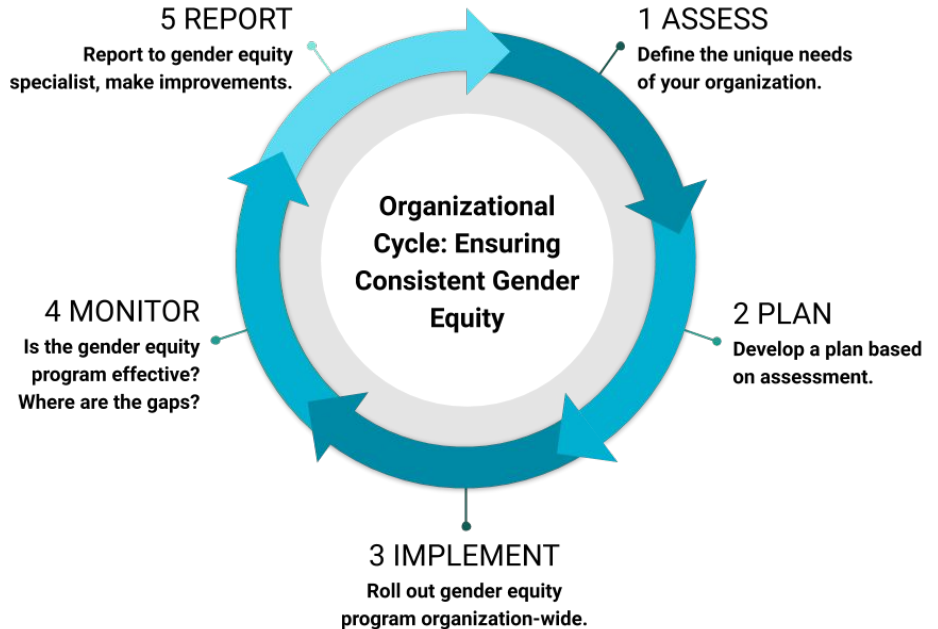 5 REPORT
Report to gender equity
specialist, make improvements.
1 ASSESS
Define the unique needs
of your organization.
Organizational
Cycle: Ensuring
Consistent Gender
Equity
4 MONITOR
Is the gender equity
program effective?
Where are the gaps?
2 PLAN
Develop a plan based
on assessment.
3 IMPLEMENT
Roll out gender equity
program organization-wide.